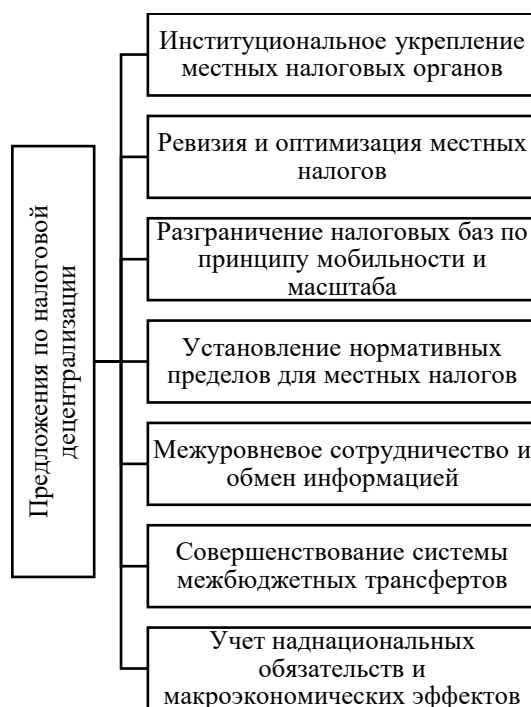 Предложения по налоговой
децентрализации
Институциональное укрепление
местных налоговых органов
Ревизия и оптимизация местных
налогов
Разграничение налоговых баз по
принципу мобильности и
масштаба
Установление нормативных
пределов для местных налогов
Межуровневое сотрудничество и
обмен информацией
Совершенствование системы
межбюджетных трансфертов
Учет наднациональных
обязательств и
макроэкономических эффектов